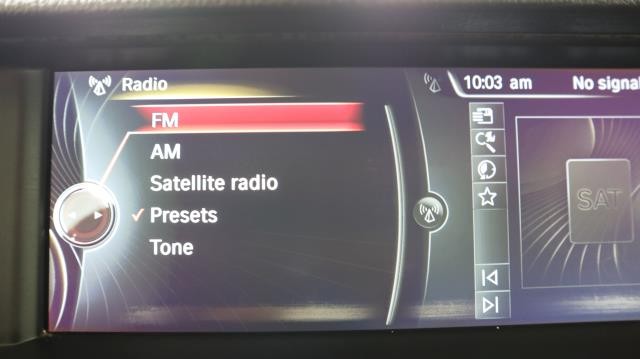 Radio
10:03 am
No signal
FM
AM
Satellite radio
✓ Presets
Tone
SAT